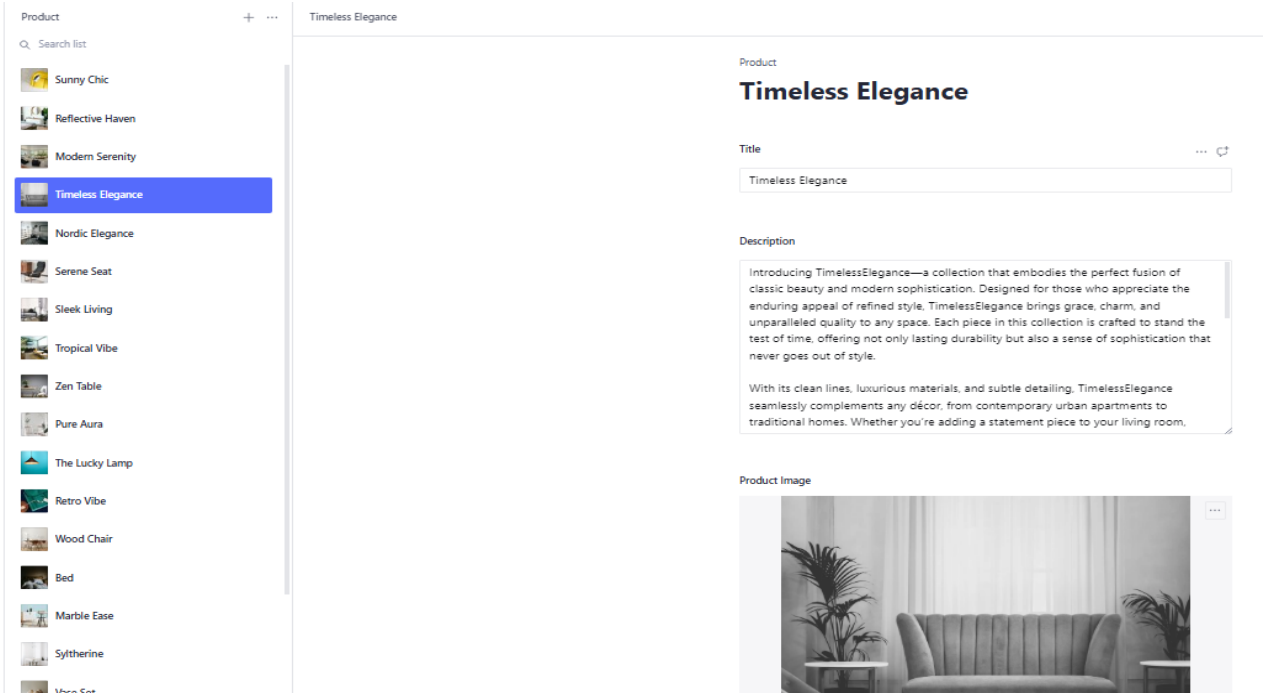 Product
Search list
Sunny Chic
Reflective Haven
Modern Serenity
Timeless Elegance
Nordic Elegance
Serene Seat
Sleek Living
Tropical Vibe
Zen Table
Pure Aura
The Lucky Lamp
Retro Vibe
Wood Chair
Bed
Marble Ease
Syltherine
Vase Set
Timeless Elegance
Product
Timeless Elegance
Title
Timeless Elegance
Description
Introducing TimelessElegance—a collection that embodies the perfect fusion of
classic beauty and modern sophistication. Designed for those who appreciate the
enduring appeal of refined style, TimelessElegance brings grace, charm, and
unparalleled quality to any space. Each piece in this collection is crafted to stand the
test of time, offering not only lasting durability but also a sense of sophistication that
never goes out of style.
With its clean lines, luxurious materials, and subtle detailing, TimelessElegance
seamlessly complements any décor, from contemporary urban apartments to
traditional homes. Whether you're adding a statement piece to your living room,
Product Image